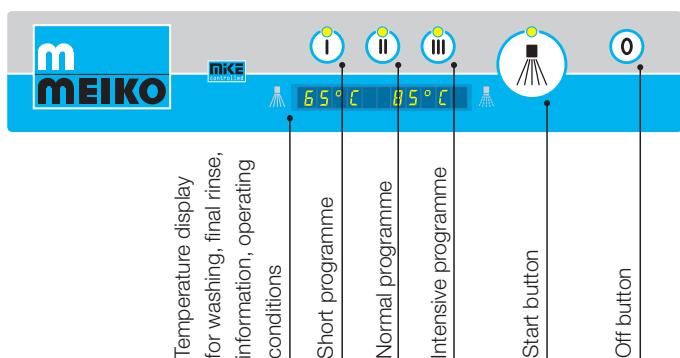 I II III 0
m
MEIKO
MIKE
controlled
65°C 85°C
Temperature display
for washing, final rinse,
information, operating
conditions
Short programme
Normal programme
Intensive programme
Start button
Off button